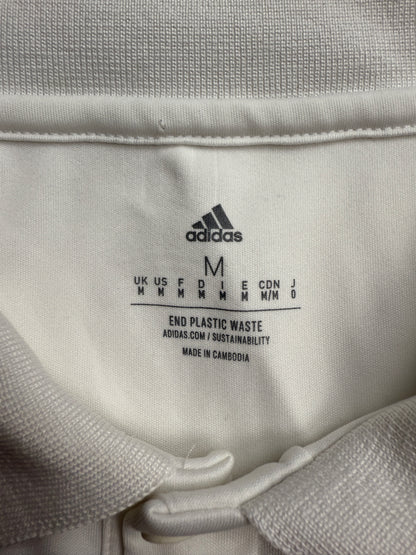 adidas
M
UK US F D I E CDN J
M M M M M M M/M O
END PLASTIC WASTE
ADIDAS.COM / SUSTAINABILITY
MADE IN CAMBODIA